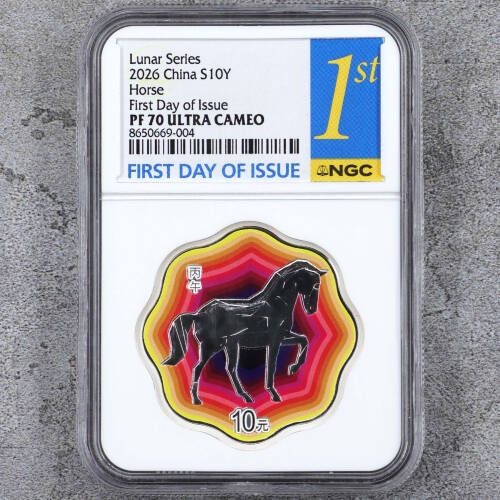 Lunar Series
2026 China S10Y
Horse
First Day of Issue
PF 70 ULTRA CAMEO
8650669-004
FIRST DAY OF ISSUE
1st
NGC
丙午
10元